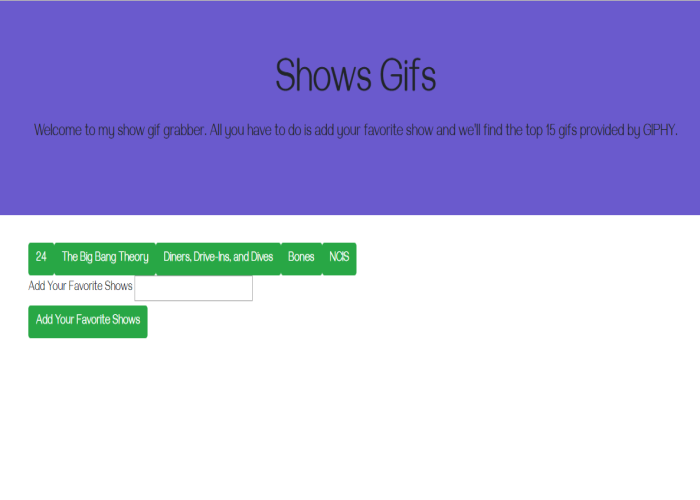 Shows Gifs
Welcome to my show gif grabber. All you have to do is add your favorite show and we'll find the top 15 gifs provided by GIPHY.
24 The Big Bang Theory Diners, Drive-Ins, and Dives Bones NCIS
Add Your Favorite Shows
Add Your Favorite Shows